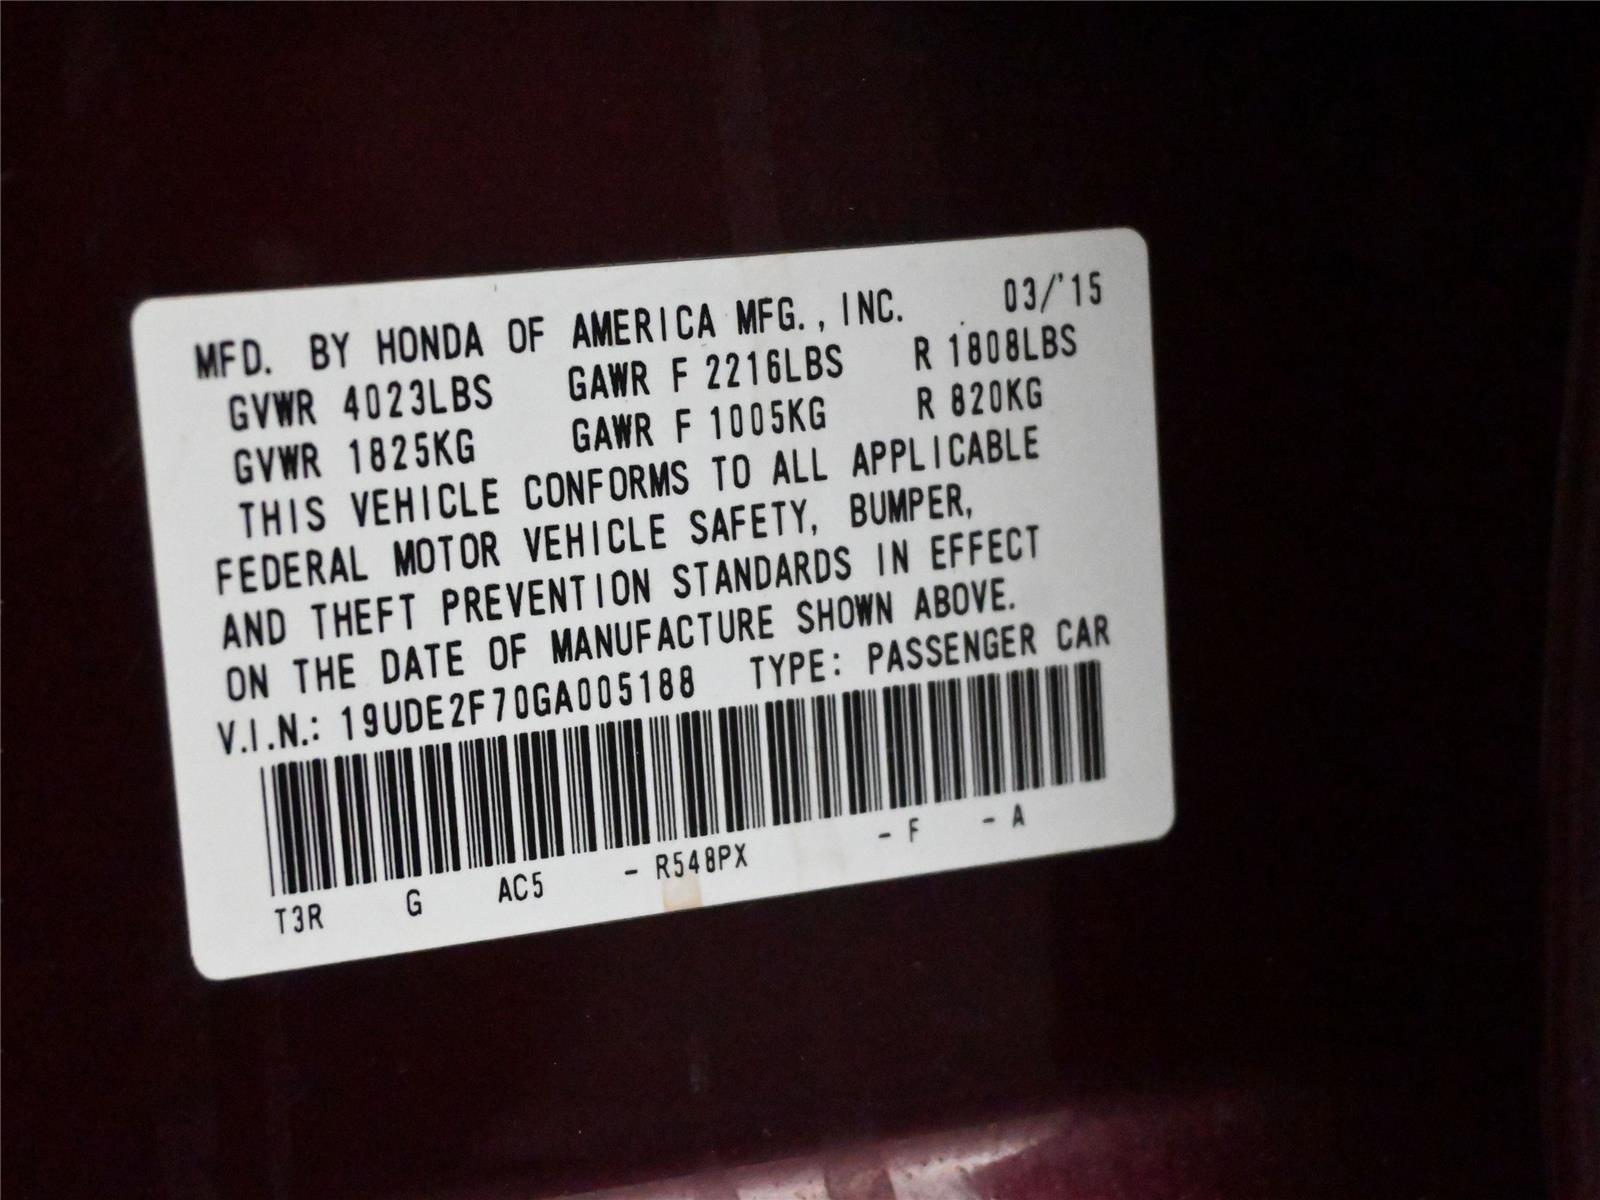 MFD. BY HONDA OF AMERICA MFG., INC. 03/'15
GVWR 4023LBS GAWR F 2216LBS R 1808LBS
GVWR 1825KG GAWR F 1005KG R 820KG
THIS VEHICLE CONFORMS TO ALL APPLICABLE
FEDERAL MOTOR VEHICLE SAFETY, BUMPER,
AND THEFT PREVENTION STANDARDS IN EFFECT
ON THE DATE OF MANUFACTURE SHOWN ABOVE.
V.I.N.: 19UDE2F70GA005188 TYPE: PASSENGER CAR
T3R G AC5 - R548PX - F - A